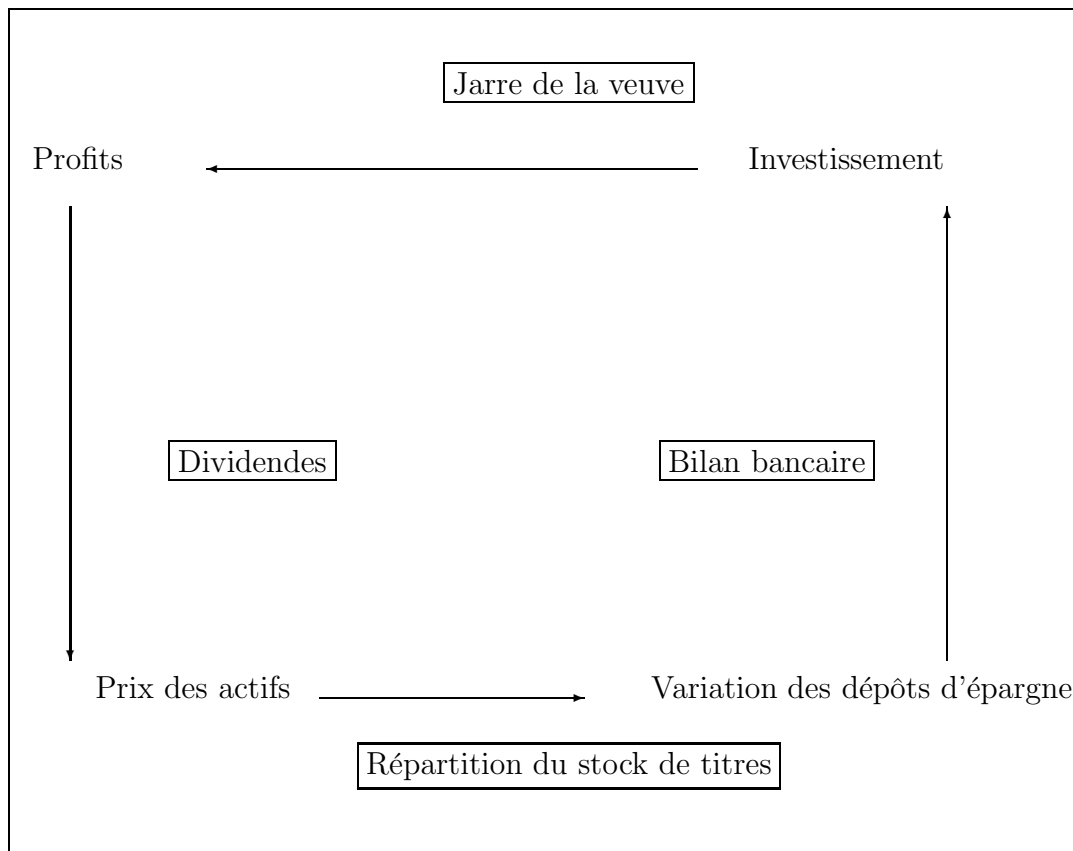 Jarre de la veuve
Profits
Investissement
Dividendes
Bilan bancaire
Prix des actifs
Variation des dépôts d'épargne
Répartition du stock de titres